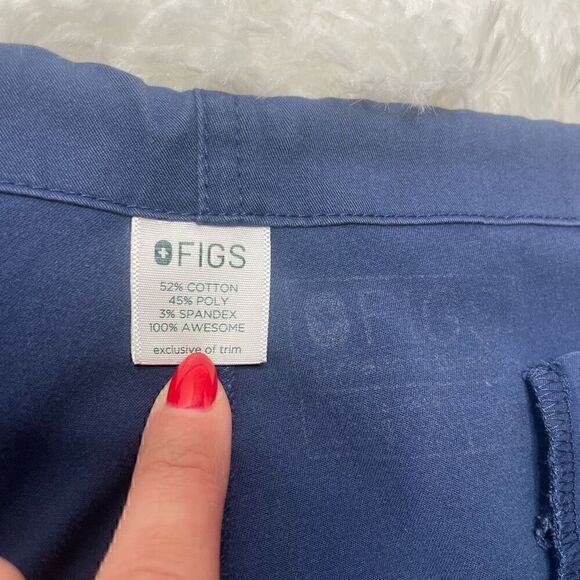 FIGS
52% COTTON
45% POLY
3% SPANDEX
100% AWESOME
exclusive of trim